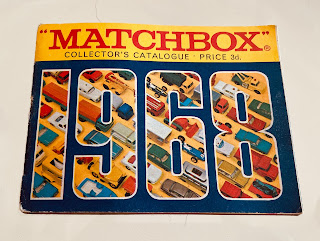 "MATCHBOX"®
COLLECTOR'S CATALOGUE · PRICE 3d.
1968